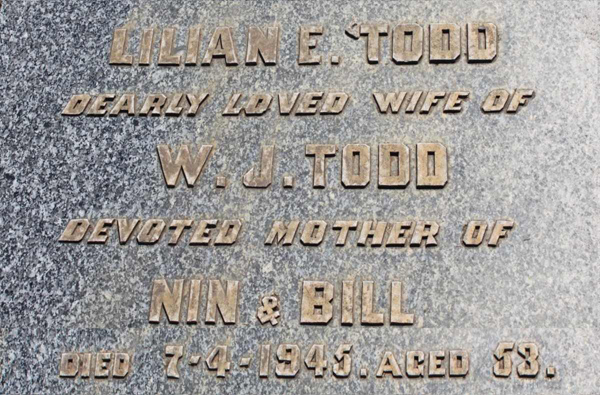 LILIAN E. TODD
DEARLY LOVED WIFE OF
W. J. TODD
DEVOTED MOTHER OF
NIN & BILL
DIED 7-4-1945. AGED 58.